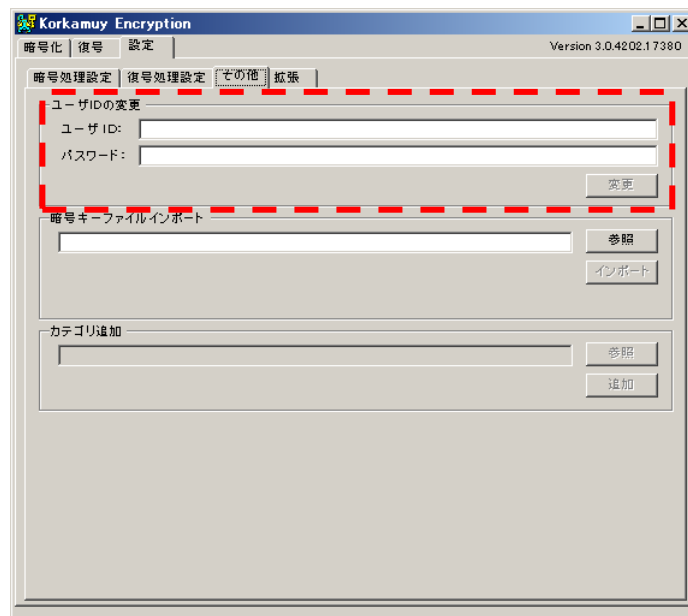 Korkamuy Encryption
暗号化 復号 設定 Version 3.0.4202.17380
暗号処理設定 復号処理設定 その他 拡張
ユーザIDの変更
ユーザID:
パスワード:
変更
暗号キーファイルインポート
参照
インポート
カテゴリ追加
参照
追加